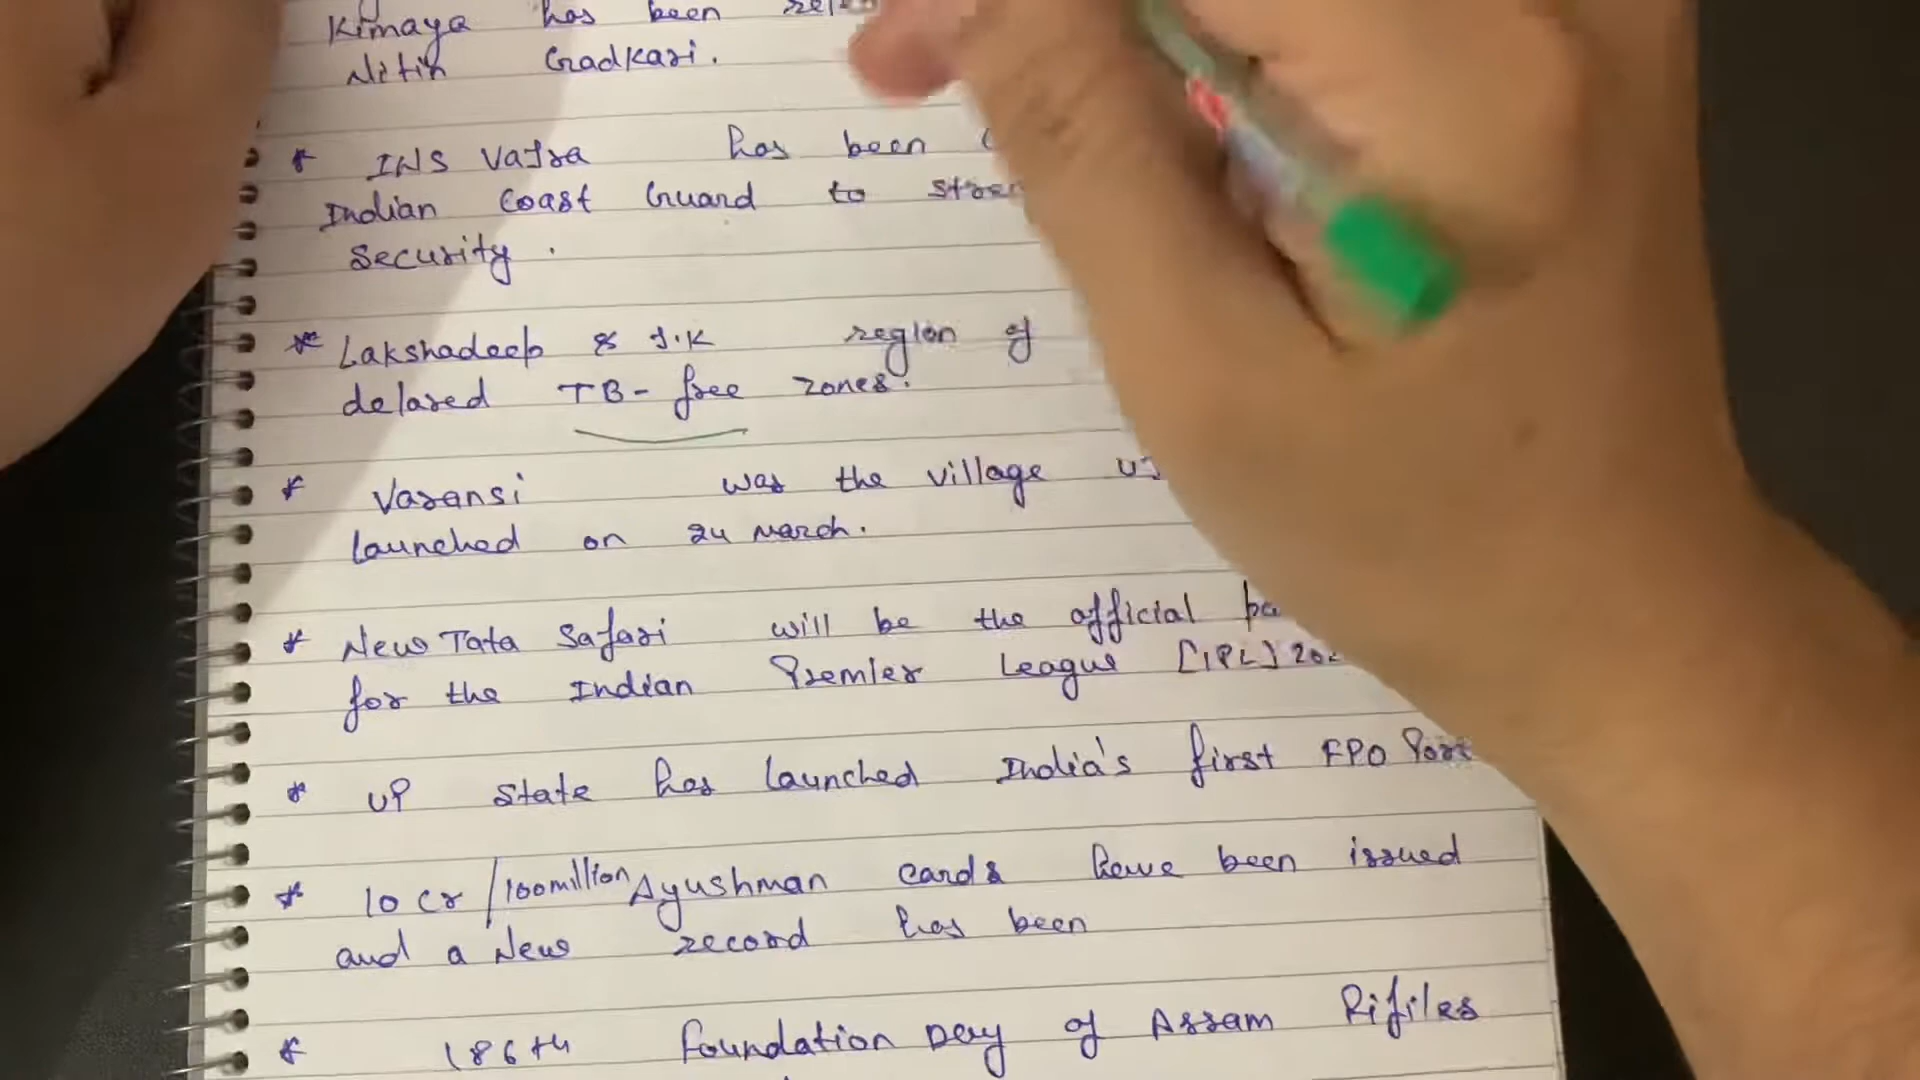 Kimaya has been
Nitin Gadkari.
* INS Vajra has been
Indian Coast Guard to
Security.
* Lakshadeep & J.K region of
delared TB-free zones.
* Varansi was the village
launched on 24 March.
* New Tata Safari will be the official
for the Indian Premier League [IPL]
* UP state has launched India's first FPO
* 10 cr/100million Ayushman cards have been issued
and a New record has been
* 186th foundation Day of Assam Rifiles